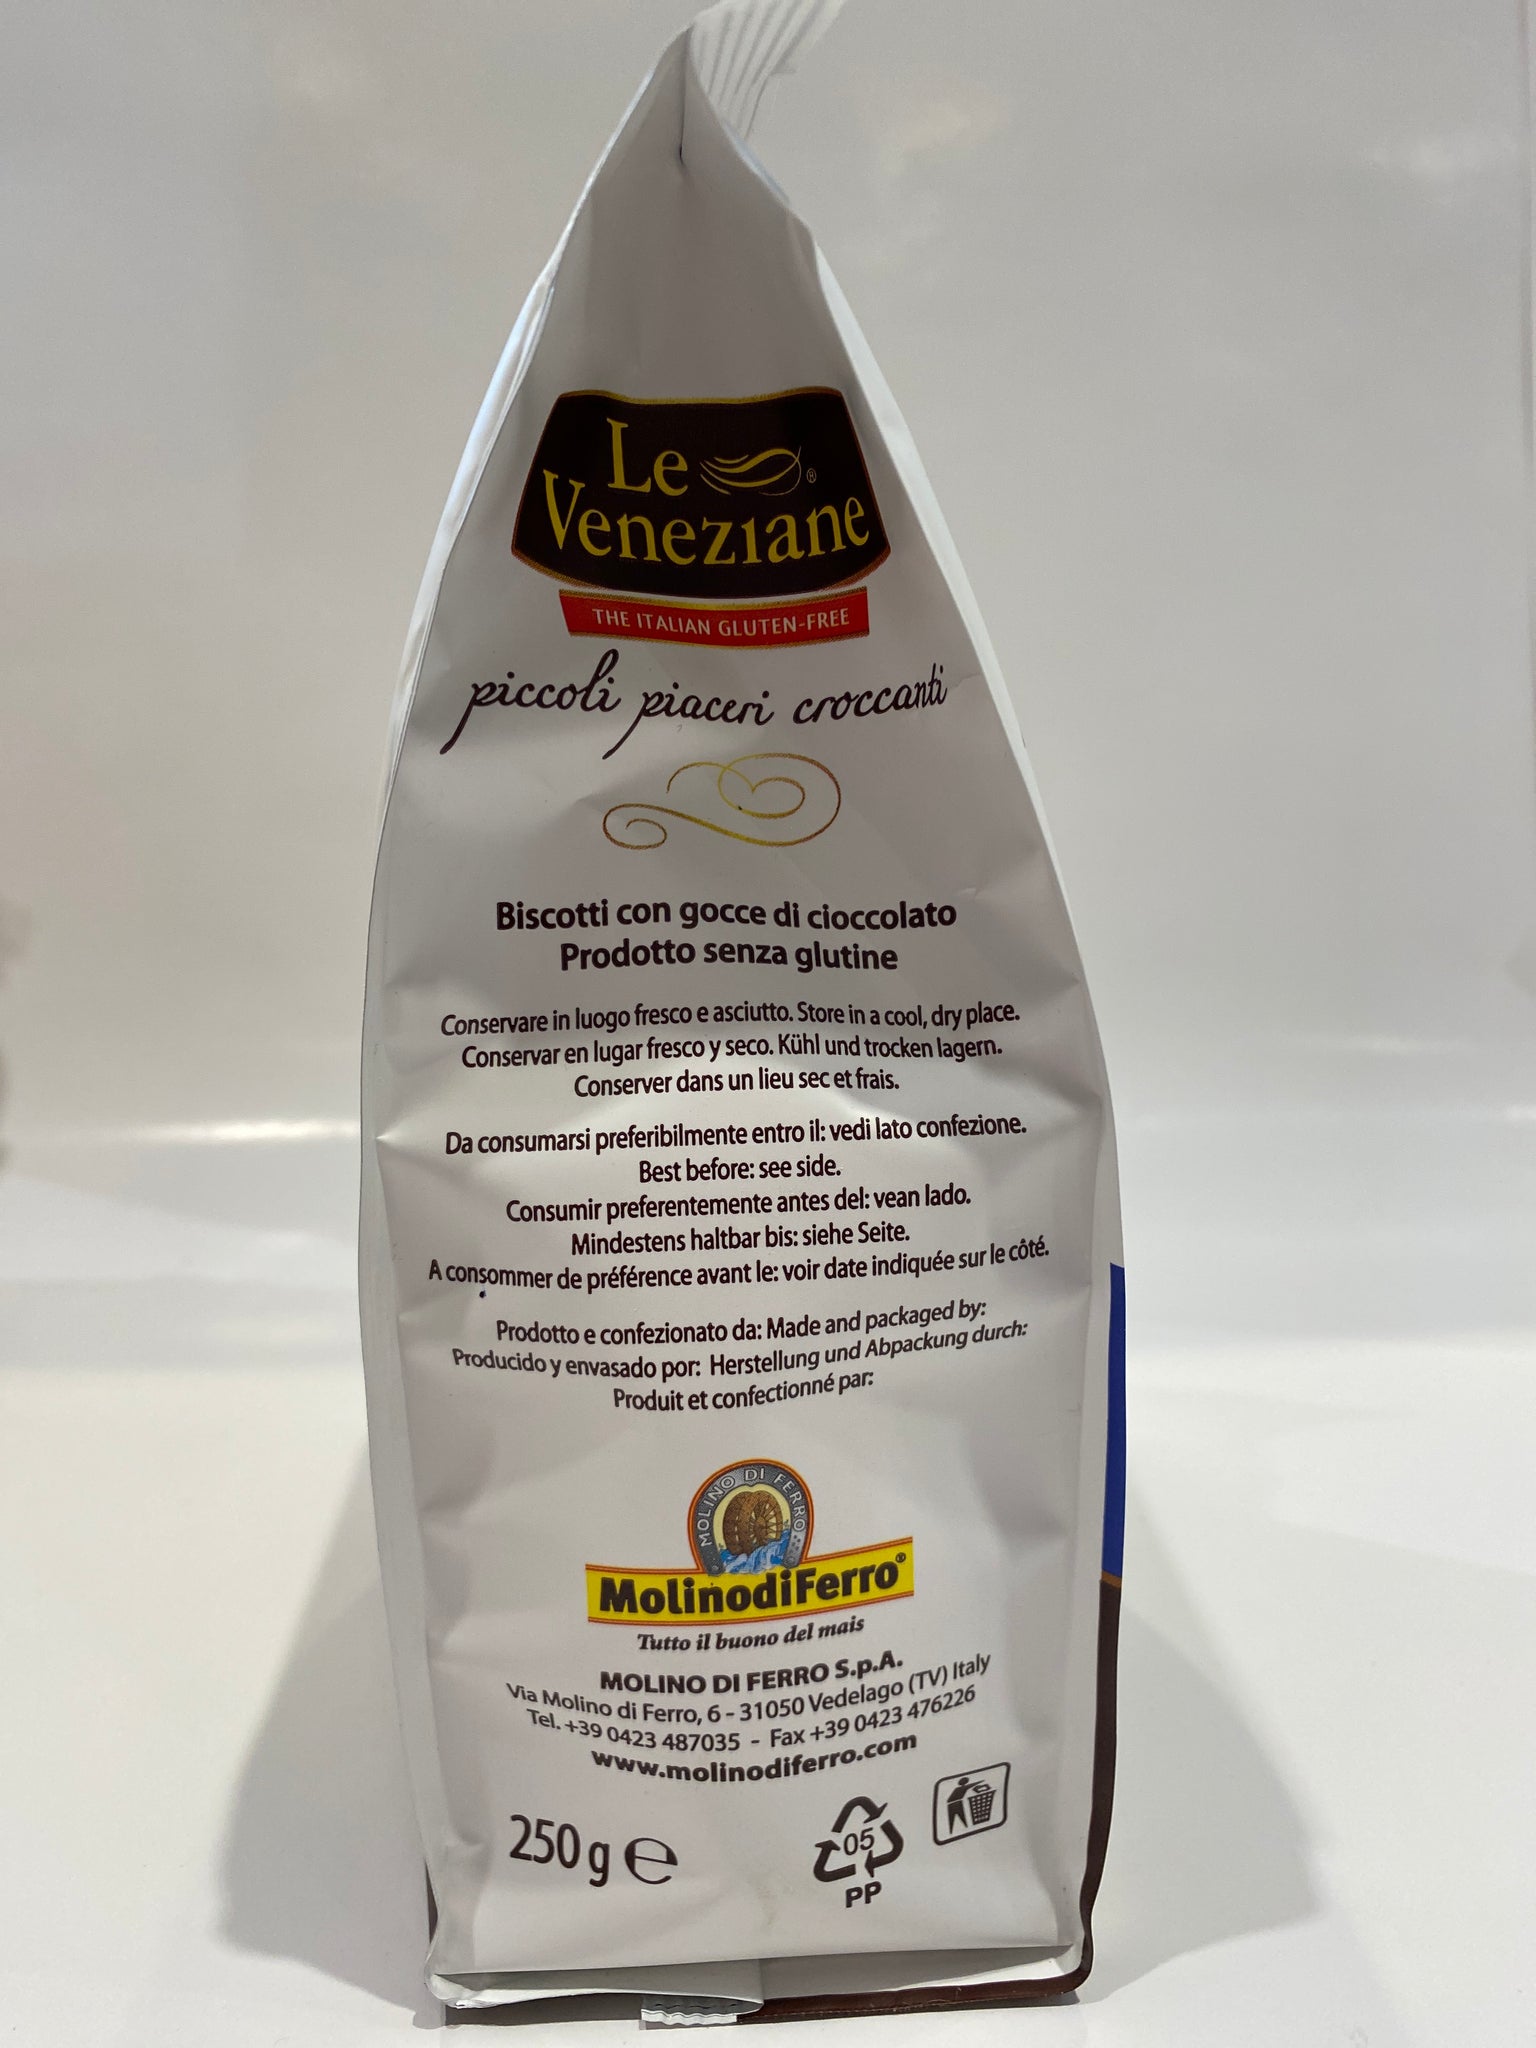 Le
Veneziane®
THE ITALIAN GLUTEN-FREE
piccoli piaceri croccanti
Biscotti con gocce di cioccolato
Prodotto senza glutine
Conservare in luogo fresco e asciutto. Store in a cool, dry place.
Conservar en lugar fresco y seco. Kühl und trocken lagern.
Conserver dans un lieu sec et frais.
Da consumarsi preferibilmente entro il: vedi lato confezione.
Best before: see side.
Consumir preferentemente antes del: vean lado.
Mindestens haltbar bis: siehe Seite.
A consommer de préférence avant le: voir date indiquée sur le côté.
Prodotto e confezionato da: Made and packaged by:
Producido y envasado por: Herstellung und Abpackung durch:
Produit et confectionné par:
MOLINO DI FERRO
MolinodiFerro®
Tutto il buono del mais
MOLINO DI FERRO S.p.A.
Via Molino di Ferro, 6 - 31050 Vedelago (TV) Italy
Tel. +39 0423 487035 - Fax +39 0423 476226
www.molinodiferro.com
250 g ℮
05
PP